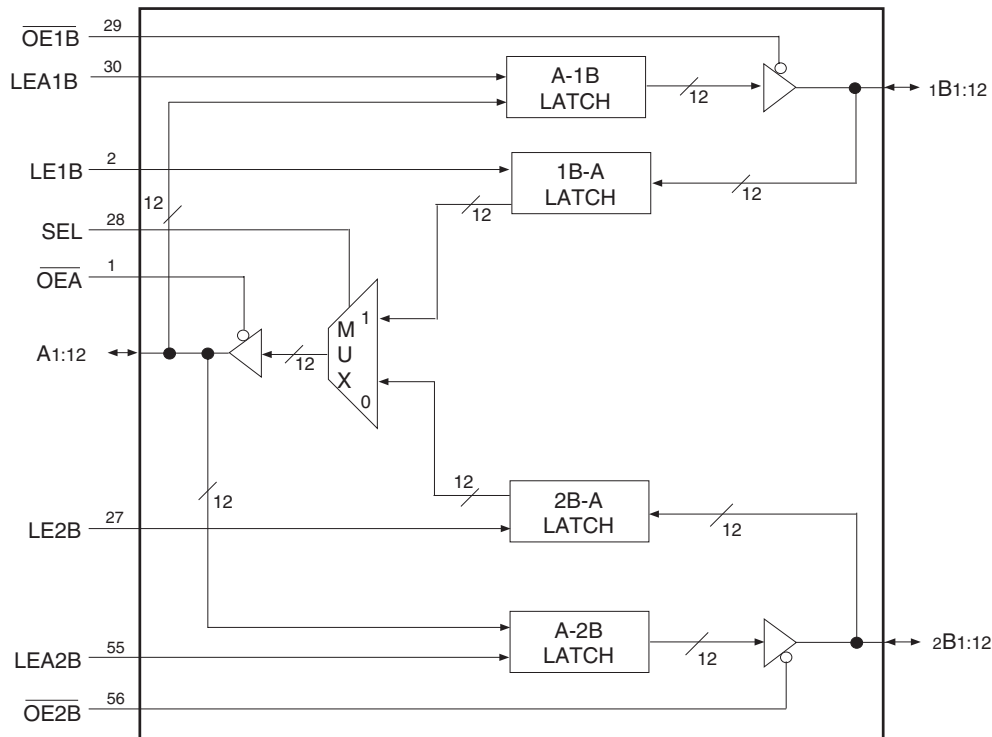 OE1B 29
LEA1B 30
A-1B
LATCH
12
1B1:12
LE1B 2
1B-A
LATCH
12
12
12
SEL 28
OEA 1
M
U
X
1
0
A1:12
12
12
12
2B-A
LATCH
12
LE2B 27
A-2B
LATCH
12
2B1:12
LEA2B 55
OE2B 56